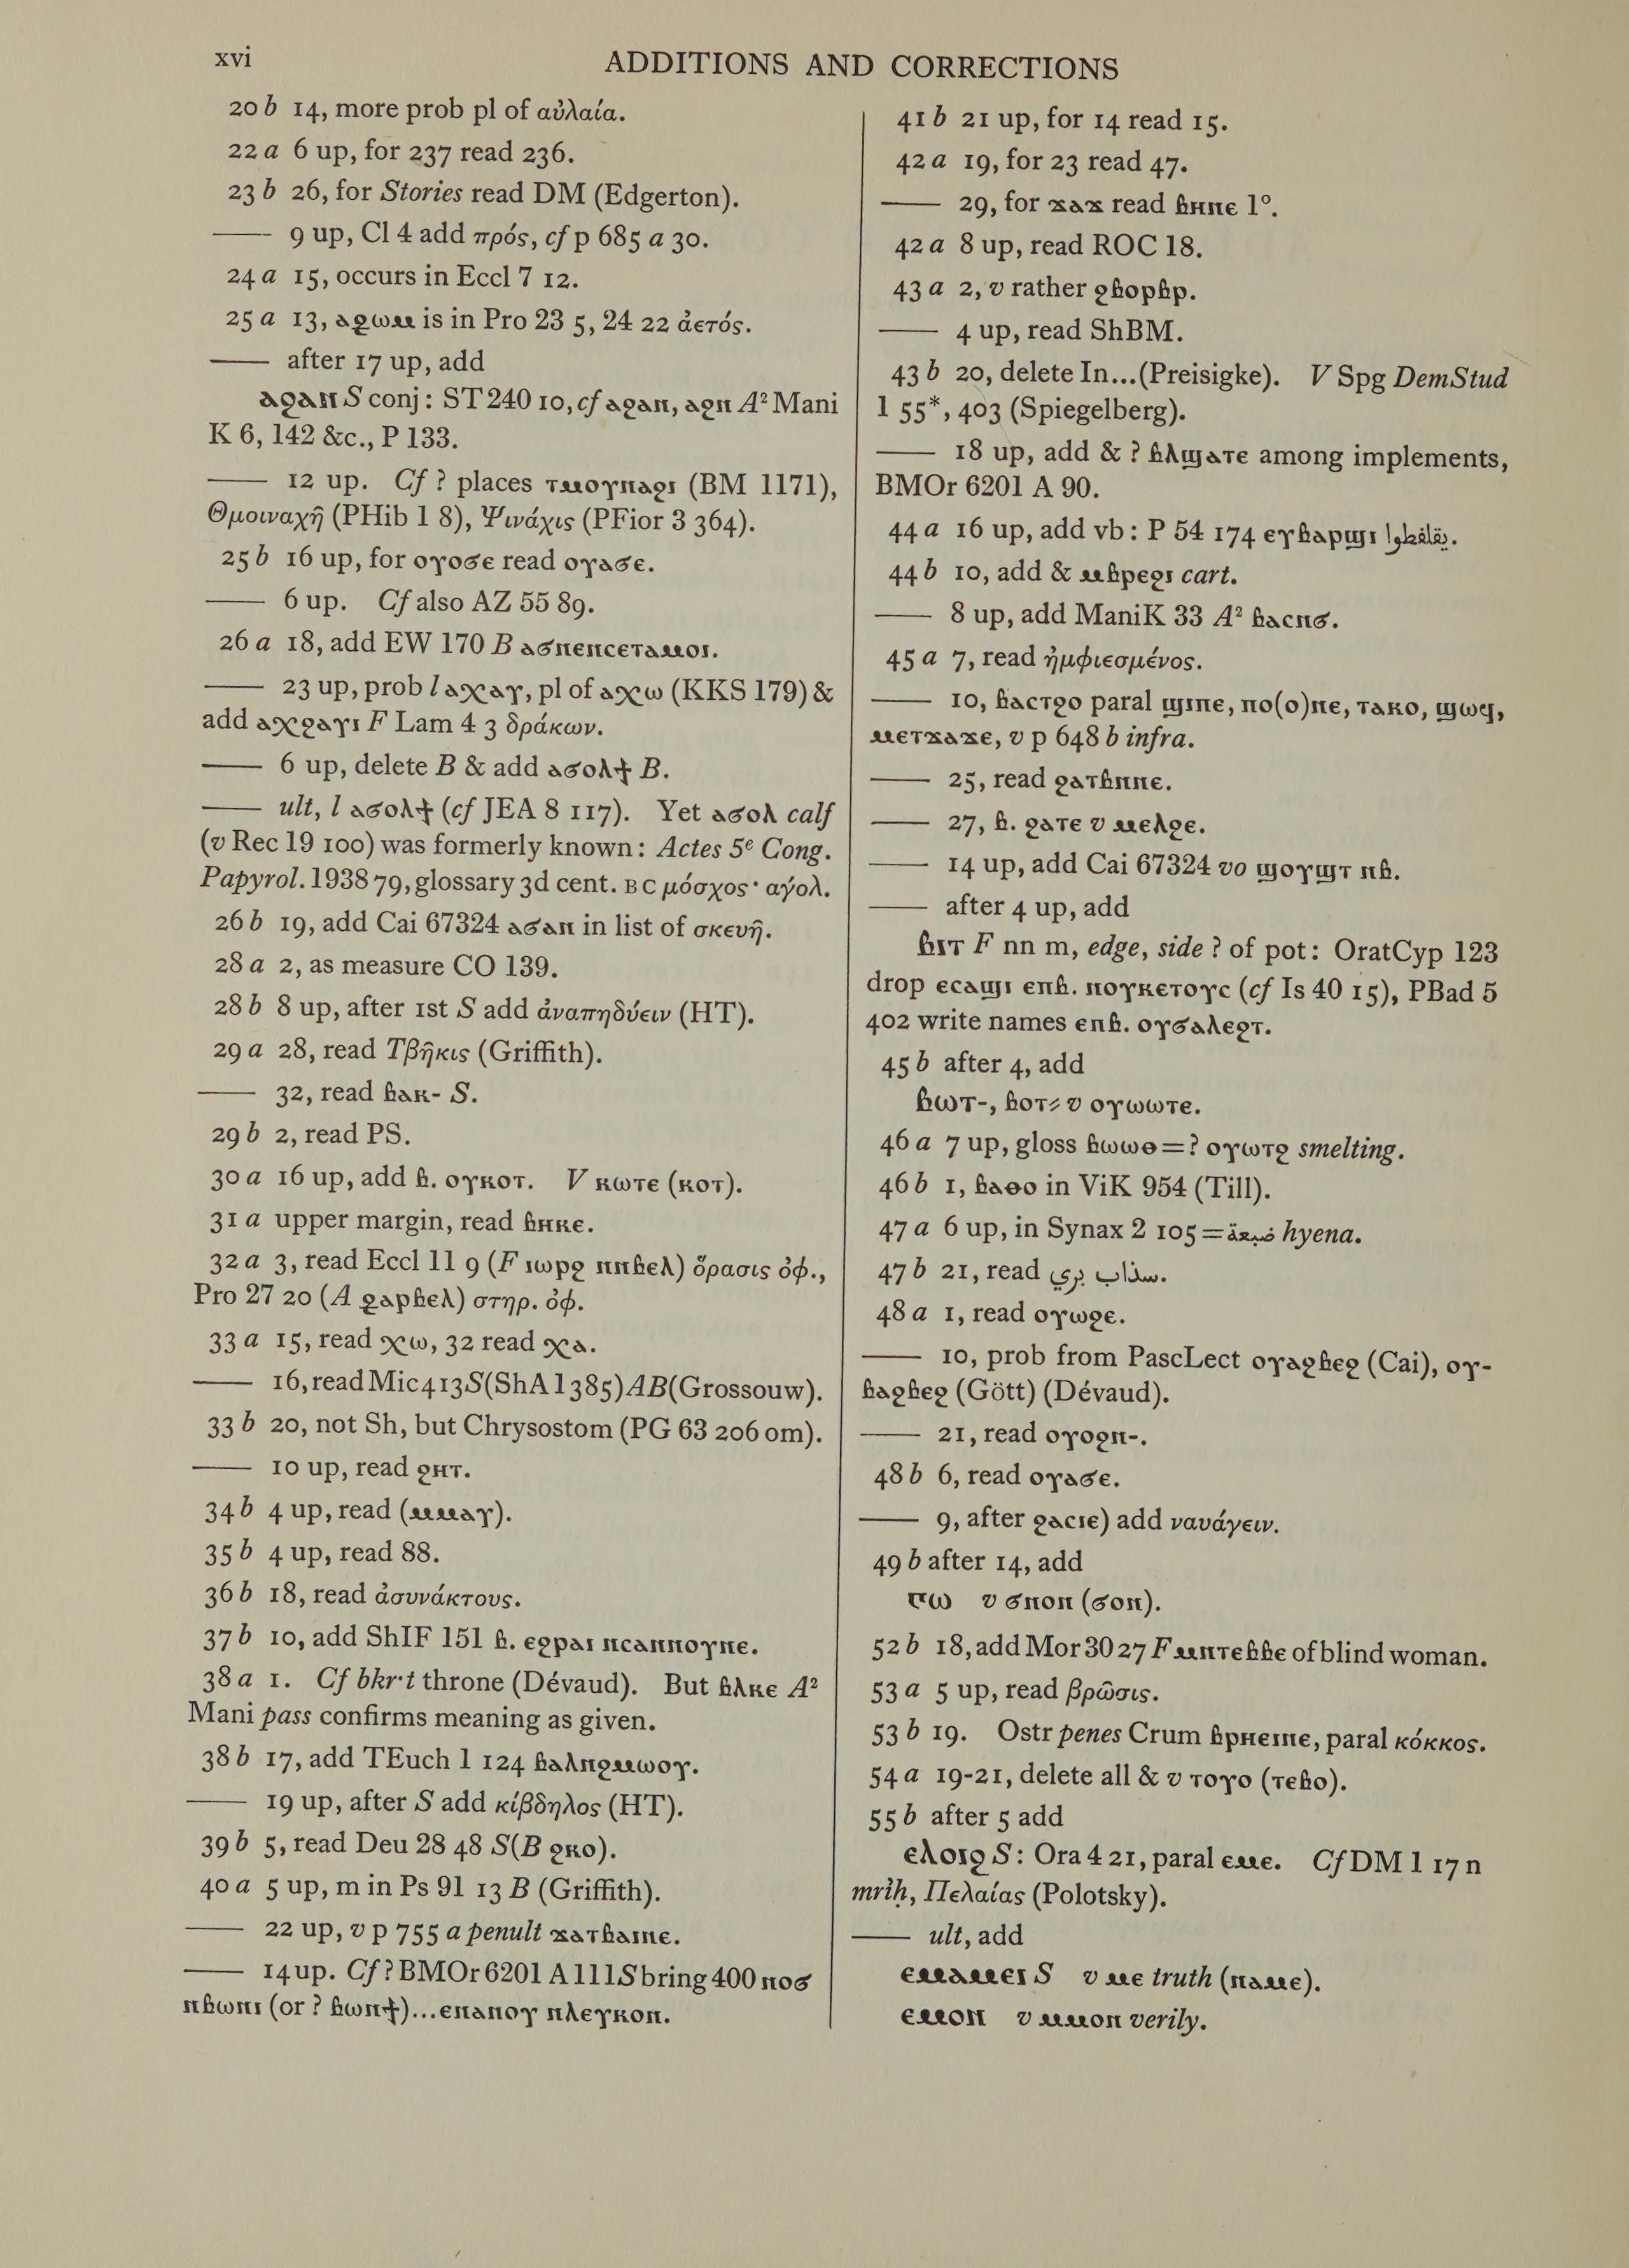 xvi
ADDITIONS AND CORRECTIONS
20 b 14, more prob pl of αὐλαία.
22 a 6 up, for 237 read 236.
23 b 26, for Stories read DM (Edgerton).
—— 9 up, Cl 4 add πρός, cf p 685 a 30.
24 a 15, occurs in Eccl 7 12.
25 a 13, ⲁϩⲱⲙ is in Pro 23 5, 24 22 ἀετός.
—— after 17 up, add
ⲁϩⲁⲛ S conj: ST 240 10, cf ⲁϩⲁⲛ, ⲁϩⲛ A² Mani
K 6, 142 &c., P 133.
—— 12 up. Cf ? places ⲧⲙⲟⲩⲛⲁϩⲓ (BM 1171),
Θμοιναχῆ (PHib 1 8), Ψινάχις (PFior 3 364).
25 b 16 up, for ⲟⲩⲟϭⲉ read ⲟⲩⲁϭⲉ.
—— 6 up. Cf also AZ 55 89.
26 a 18, add EW 170 B ⲁϭⲛⲉⲛⲥⲉⲧⲁⲙⲟⲓ.
—— 23 up, prob l ⲁⲭⲁⲩ, pl of ⲁⲭⲱ (KKS 179) &
add ⲁⲭϩⲁⲩⲓ F Lam 4 3 δράκων.
—— 6 up, delete B & add ⲁϭⲟⲗϯ B.
—— ult, l ⲁϭⲟⲗϯ (cf JEA 8 117). Yet ⲁϭⲟⲗ calf
(v Rec 19 100) was formerly known: Actes 5e Cong.
Papyrol. 1938 79, glossary 3d cent. BC μόσχος· αγόλ.
26 b 19, add Cai 67324 ⲁϭⲁⲛ in list of σκευῆ.
28 a 2, as measure CO 139.
28 b 8 up, after 1st S add ἀναπηδύειν (HT).
29 a 28, read Τβῆκις (Griffith).
—— 32, read ⲃⲁⲕ- S.
29 b 2, read PS.
30 a 16 up, add ⲃ. ⲟⲩⲕⲟⲧ. V ⲕⲱⲧⲉ (ⲕⲟⲧ).
31 a upper margin, read ⲃⲏⲕⲉ.
32 a 3, read Eccl 11 9 (F ⲓⲱⲣϩ ⲛⲛⲃⲉⲗ) ὅρασις ὀφ.,
Pro 27 20 (A ϩⲁⲣⲃⲉⲗ) στηρ. ὀφ.
33 a 15, read ⲭⲱ, 32 read ⲭⲁ.
—— 16, read Mic 4 13 S (ShA 1 385) AB (Grossouw).
33 b 20, not Sh, but Chrysostom (PG 63 206 om).
—— 10 up, read ϩⲏⲧ.
34 b 4 up, read (ⲙⲙⲁⲩ).
35 b 4 up, read 88.
36 b 18, read ἀσυνάκτους.
37 b 10, add ShIF 151 ⲃ. ⲉϩⲣⲁⲓ ⲛⲥⲁⲛⲛⲟⲩⲛⲉ.
38 a 1. Cf bkr·t throne (Dévaud). But ⲃⲗⲕⲉ A²
Mani pass confirms meaning as given.
38 b 17, add TEuch 1 124 ⲃⲁⲗⲛϩⲙⲱⲟⲩ.
—— 19 up, after S add κίβδηλος (HT).
39 b 5, read Deu 28 48 S (B ϩⲕⲟ).
40 a 5 up, m in Ps 91 13 B (Griffith).
—— 22 up, v p 755 a penult ϫⲁⲧⲃⲁⲓⲛⲉ.
—— 14 up. Cf ? BMOr 6201 A 111 S bring 400 ⲛⲟϭ
ⲛⲃⲱⲛⲓ (or ? ⲃⲱⲛϯ)...ⲉⲛⲁⲛⲟⲩ ⲛⲗⲉⲩⲕⲟⲛ.
41 b 21 up, for 14 read 15.
42 a 19, for 23 read 47.
—— 29, for ϫⲁϫ read ⲃⲏⲛⲉ 1°.
42 a 8 up, read ROC 18.
43 a 2, v rather ϩⲃⲟⲣⲃⲣ.
—— 4 up, read ShBM.
43 b 20, delete In...(Preisigke). V Spg DemStud
1 55*, 403 (Spiegelberg).
—— 18 up, add & ? ⲃⲗϣⲁⲧⲉ among implements,
BMOr 6201 A 90.
44 a 16 up, add vb: P 54 174 ⲉⲩⲃⲁⲣϣⲓ يقلفطوا.
44 b 10, add & ⲙⲃⲣⲉϩⲓ cart.
—— 8 up, add ManiK 33 A² ⲃⲁⲥⲛϭ.
45 a 7, read ἠμφιεσμένος.
—— 10, ⲃⲁⲥⲧϩⲟ paral ϣⲓⲛⲉ, ⲡⲟ(ⲟ)ⲛⲉ, ⲧⲁⲕⲟ, ϣⲱϥ,
ⲙⲉⲧϫⲁϫⲉ, v p 648 b infra.
—— 25, read ϩⲁⲧⲃⲛⲛⲉ.
—— 27, ⲃ. ϩⲁⲧⲉ v ⲙⲉⲗϩⲉ.
—— 14 up, add Cai 67324 vo ϣⲟⲩϣⲧ ⲛⲃ.
—— after 4 up, add
ⲃⲓⲧ F nn m, edge, side ? of pot: OratCyp 123
drop ⲉⲥⲁϣⲓ ⲉⲡⲃ. ⲛⲟⲩⲕⲉⲧⲟⲩⲥ (cf Is 40 15), PBad 5
402 write names ⲉⲡⲃ. ⲟⲩϭⲁⲗⲉϩⲧ.
45 b after 4, add
ⲃⲱⲧ-, ⲃⲟⲧ⸗ v ⲟⲩⲱⲱⲧⲉ.
46 a 7 up, gloss ⲃⲱⲱⲑ=? ⲟⲩⲱⲧϩ smelting.
46 b 1, ⲃⲁⲑⲟ in ViK 954 (Till).
47 a 6 up, in Synax 2 105=ضبعة hyena.
47 b 21, read سذاب بري.
48 a 1, read ⲟⲩⲱϩⲉ.
—— 10, prob from PascLect ⲟⲩⲁϩⲃⲉϩ (Cai), ⲟⲩ-
ⲃⲁϩⲃⲉϩ (Gött) (Dévaud).
—— 21, read ⲟⲩⲟϩⲛ-.
48 b 6, read ⲟⲩⲁϭⲉ.
—— 9, after ϩⲁⲥⲓⲉ) add ναυάγειν.
49 b after 14, add
ⲅⲱ v ϭⲛⲟⲛ (ϭⲟⲛ).
52 b 18, add Mor 30 27 F ⲙⲛⲧⲉⲃⲃⲉ of blind woman.
53 a 5 up, read βρῶσις.
53 b 19. Ostr penes Crum ⲃⲣⲏⲉⲓⲛⲉ, paral κόκκος.
54 a 19-21, delete all & v ⲧⲟⲩⲟ (ⲧⲉⲃⲟ).
55 b after 5 add
ⲉⲗⲟⲓϩ S: Ora 4 21, paral ⲉⲙⲉ. Cf DM 1 17 n
mrỉḥ, Πελαίας (Polotsky).
—— ult, add
ⲉⲙⲁⲙⲉⲓ S v ⲙⲉ truth (ⲛⲁⲙⲉ).
ⲉⲙⲟⲛ v ⲙⲙⲟⲛ verily.